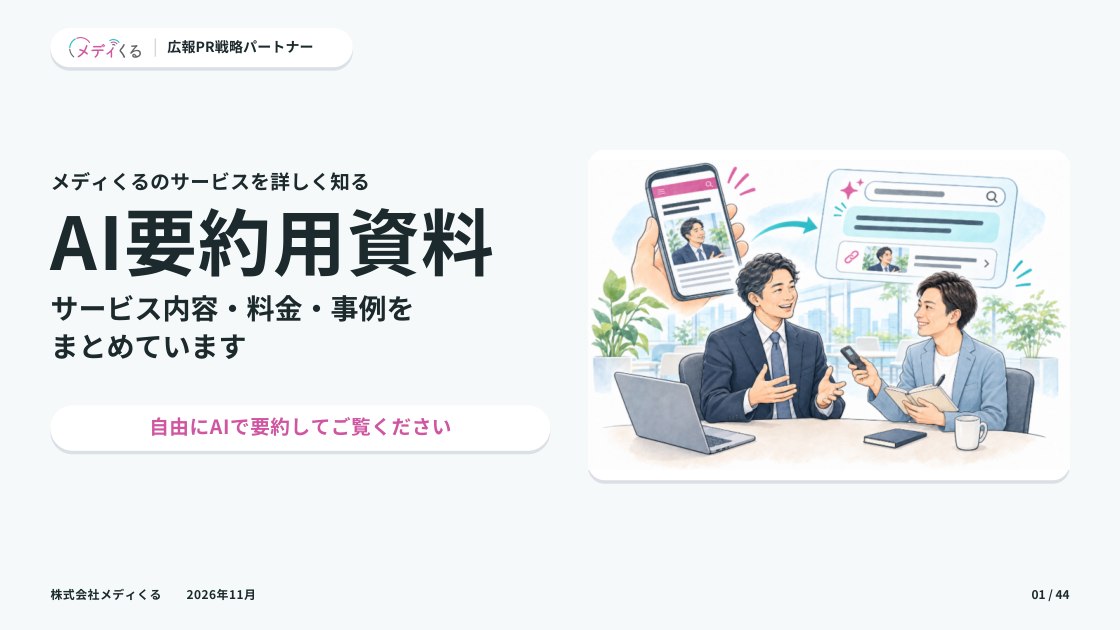 メディくる
広報PR戦略パートナー
メディくるのサービスを詳しく知る
AI要約用資料
サービス内容・料金・事例を
まとめています
自由にAIで要約してご覧ください
株式会社メディくる 2026年11月
01 / 44